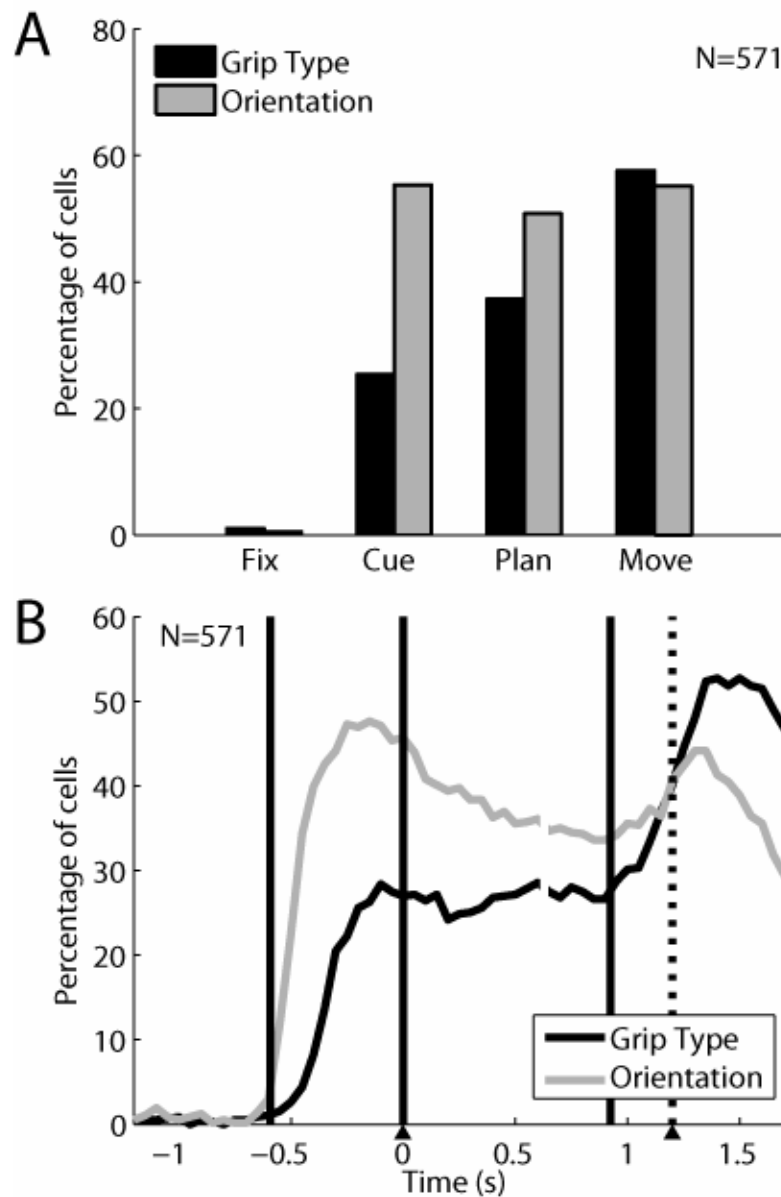 A
80
60
40
20
0
Percentage of cells
Grip Type
Orientation
N=571
Fix Cue Plan Move
B
60
50
40
30
20
10
0
Percentage of cells
N=571
Grip Type
Orientation
−1 −0.5 0 0.5 1 1.5
Time (s)